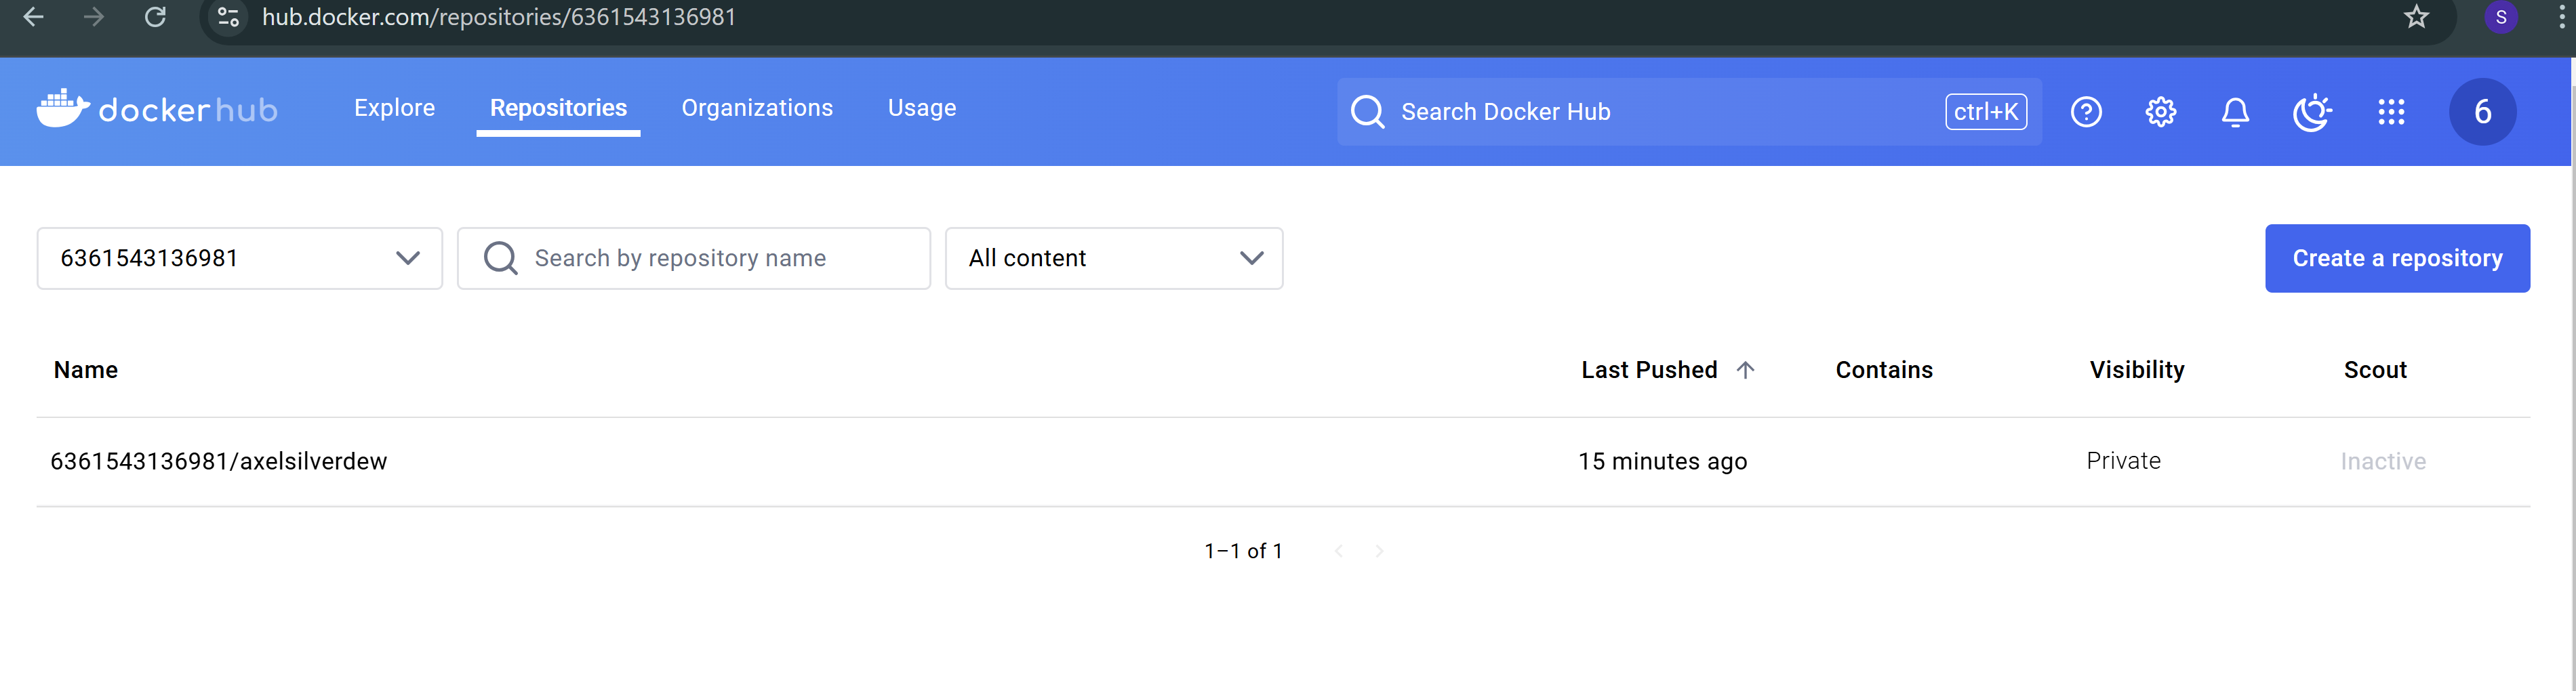 hub.docker.com/repositories/6361543136981
S
dockerhub Explore Repositories Organizations Usage Search Docker Hub ctrl+K ? 6
6361543136981 Search by repository name All content Create a repository
Name Last Pushed Contains Visibility Scout
6361543136981/axelsilverdew 15 minutes ago Private Inactive
1–1 of 1